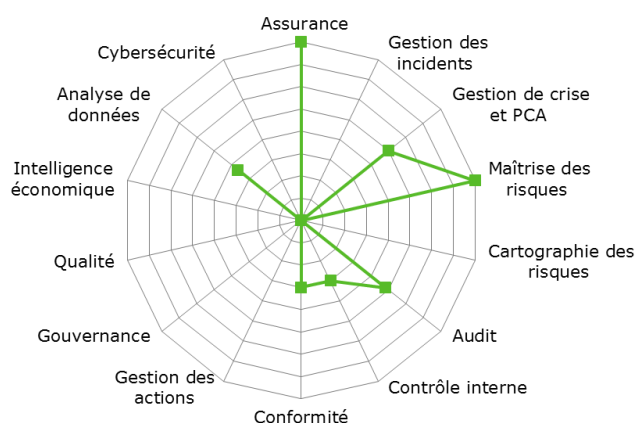 Assurance
Gestion des
incidents
Gestion de crise
et PCA
Maîtrise des
risques
Cartographie des
risques
Audit
Contrôle interne
Conformité
Gestion des
actions
Gouvernance
Qualité
Intelligence
économique
Analyse de
données
Cybersécurité